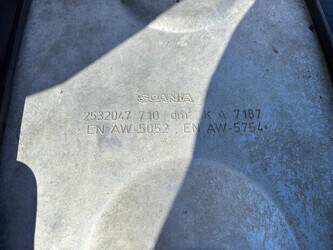 SCANIA
2532047 710 dm³ K A 7187
EN AW-5052 , EN AW-5754